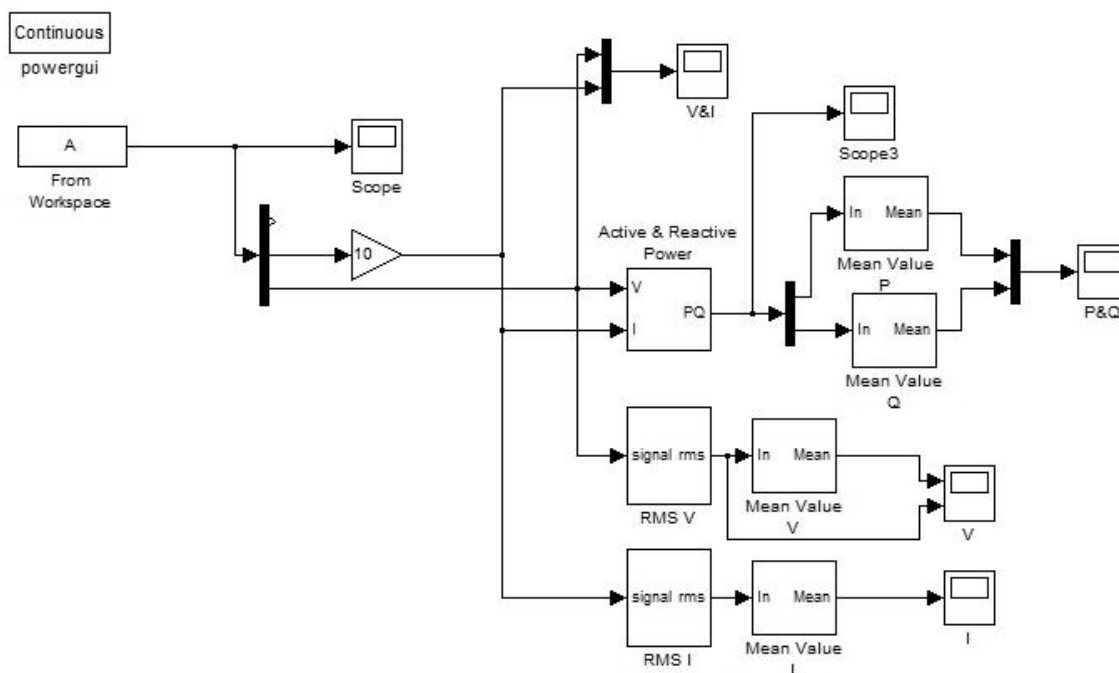 Continuous
powergui
V&I
A
From
Workspace
Scope
Scope3
10
Active & Reactive
Power
V
I
PQ
In
Mean
Mean Value
P
In
Mean
Mean Value
Q
P&Q
signal rms
RMS V
In
Mean
Mean Value
V
V
signal rms
RMS I
In
Mean
Mean Value
I
I